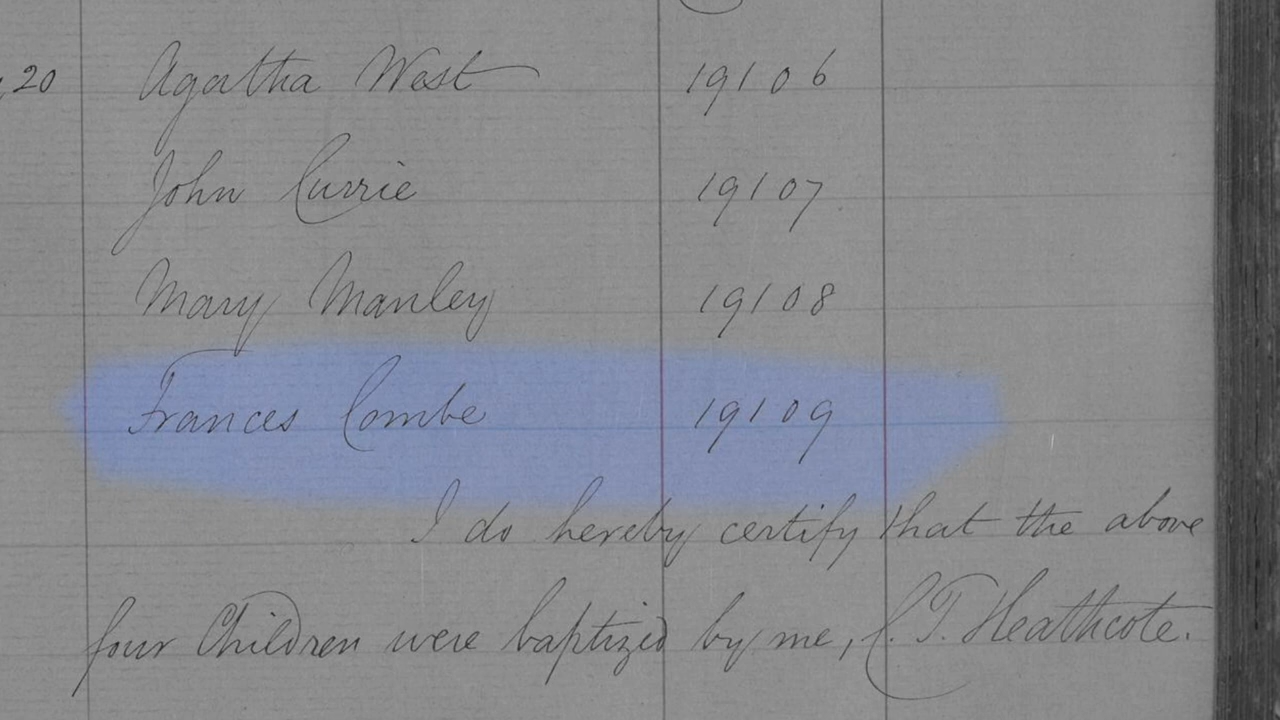 20 Agatha West 19106
John Currie 19107
Mary Manley 19108
Frances Combe 19109
I do hereby certify that the above
four Children were baptized by me, C. T. Heathcote.